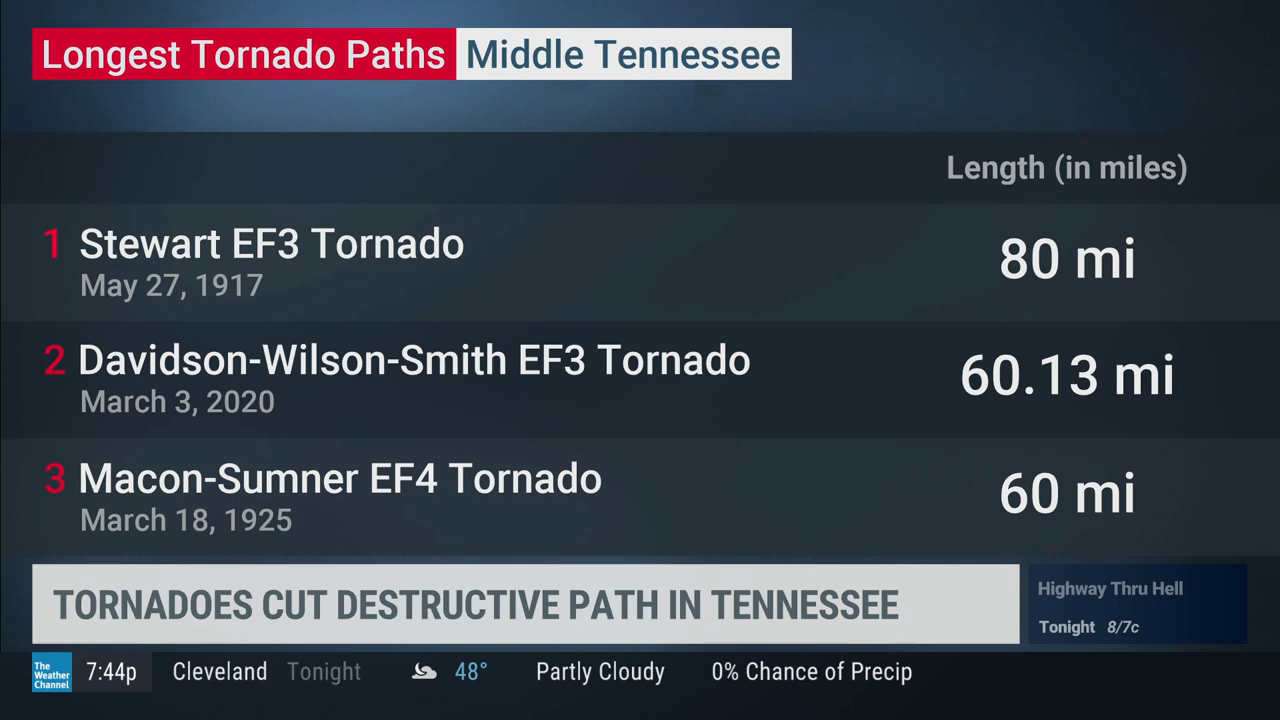 Longest Tornado Paths Middle Tennessee
Length (in miles)
1 Stewart EF3 Tornado 80 mi
May 27, 1917
2 Davidson-Wilson-Smith EF3 Tornado 60.13 mi
March 3, 2020
3 Macon-Sumner EF4 Tornado 60 mi
March 18, 1925
TORNADOES CUT DESTRUCTIVE PATH IN TENNESSEE
Highway Thru Hell
Tonight 8/7c
The
Weather
Channel
7:44p Cleveland Tonight 48° Partly Cloudy 0% Chance of Precip